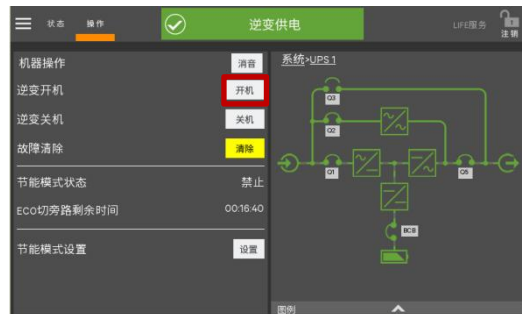 状态 操作 逆变供电 LIFE服务 注销
机器操作 消音
系统>UPS 1
逆变开机 开机
逆变关机 关机
故障清除 清除
节能模式状态 禁止
ECO切旁路剩余时间 00:16:40
节能模式设置 设置
Q3
Q2
Q1 Q5
BCB
图例